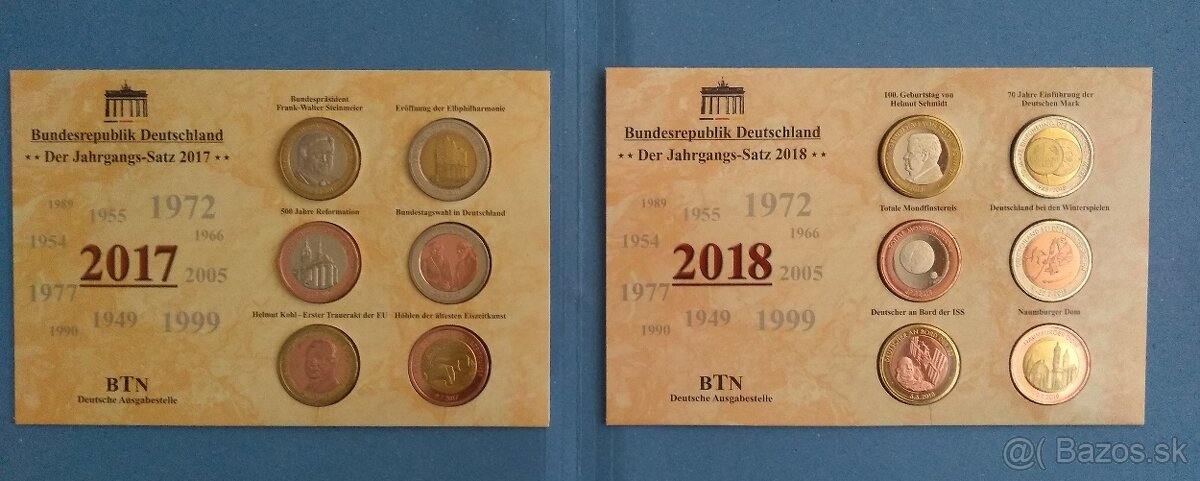 Bundesrepublik Deutschland
** Der Jahrgangs-Satz 2017 **
1989
1955
1972
1954
1966
2017
2005
1977
1990
1949
1999
BTN
Deutsche Ausgabestelle
Bundespräsident
Frank-Walter Steinmeier
Eröffnung der Elbphilharmonie
500 Jahre Reformation
Bundestagswahl in Deutschland
Helmut Kohl - Erster Trauerakt der EU
Höhlen der ältesten Eiszeitkunst
Bundesrepublik Deutschland
** Der Jahrgangs-Satz 2018 **
1989
1955
1972
1954
1966
2018
2005
1977
1990
1949
1999
BTN
Deutsche Ausgabestelle
100. Geburtstag von
Helmut Schmidt
70 Jahre Einführung der
Deutschen Mark
Totale Mondfinsternis
Deutschland bei den Winterspielen
Deutscher an Bord der ISS
Naumburger Dom
@( Bazos.sk